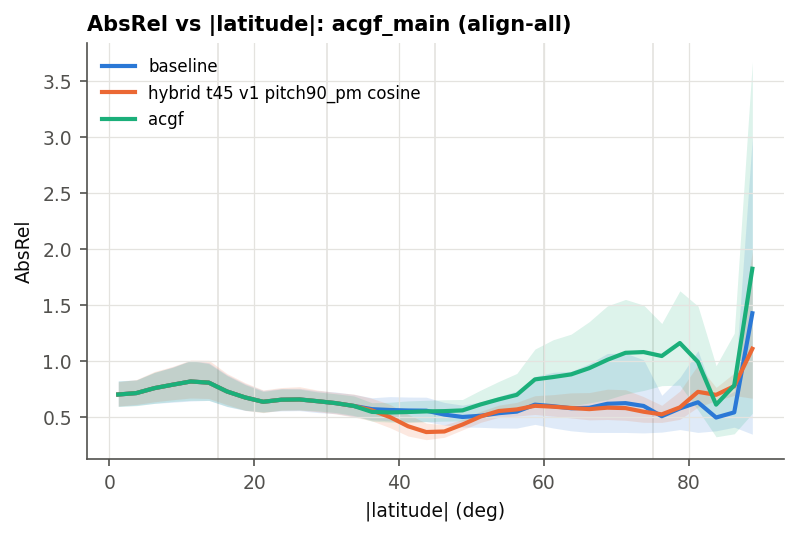 AbsRel vs |latitude|: acgf_main (align-all)
baseline
hybrid t45 v1 pitch90_pm cosine
acgf
3.5
3.0
2.5
2.0
1.5
1.0
0.5
AbsRel
0
20
40
60
80
|latitude| (deg)